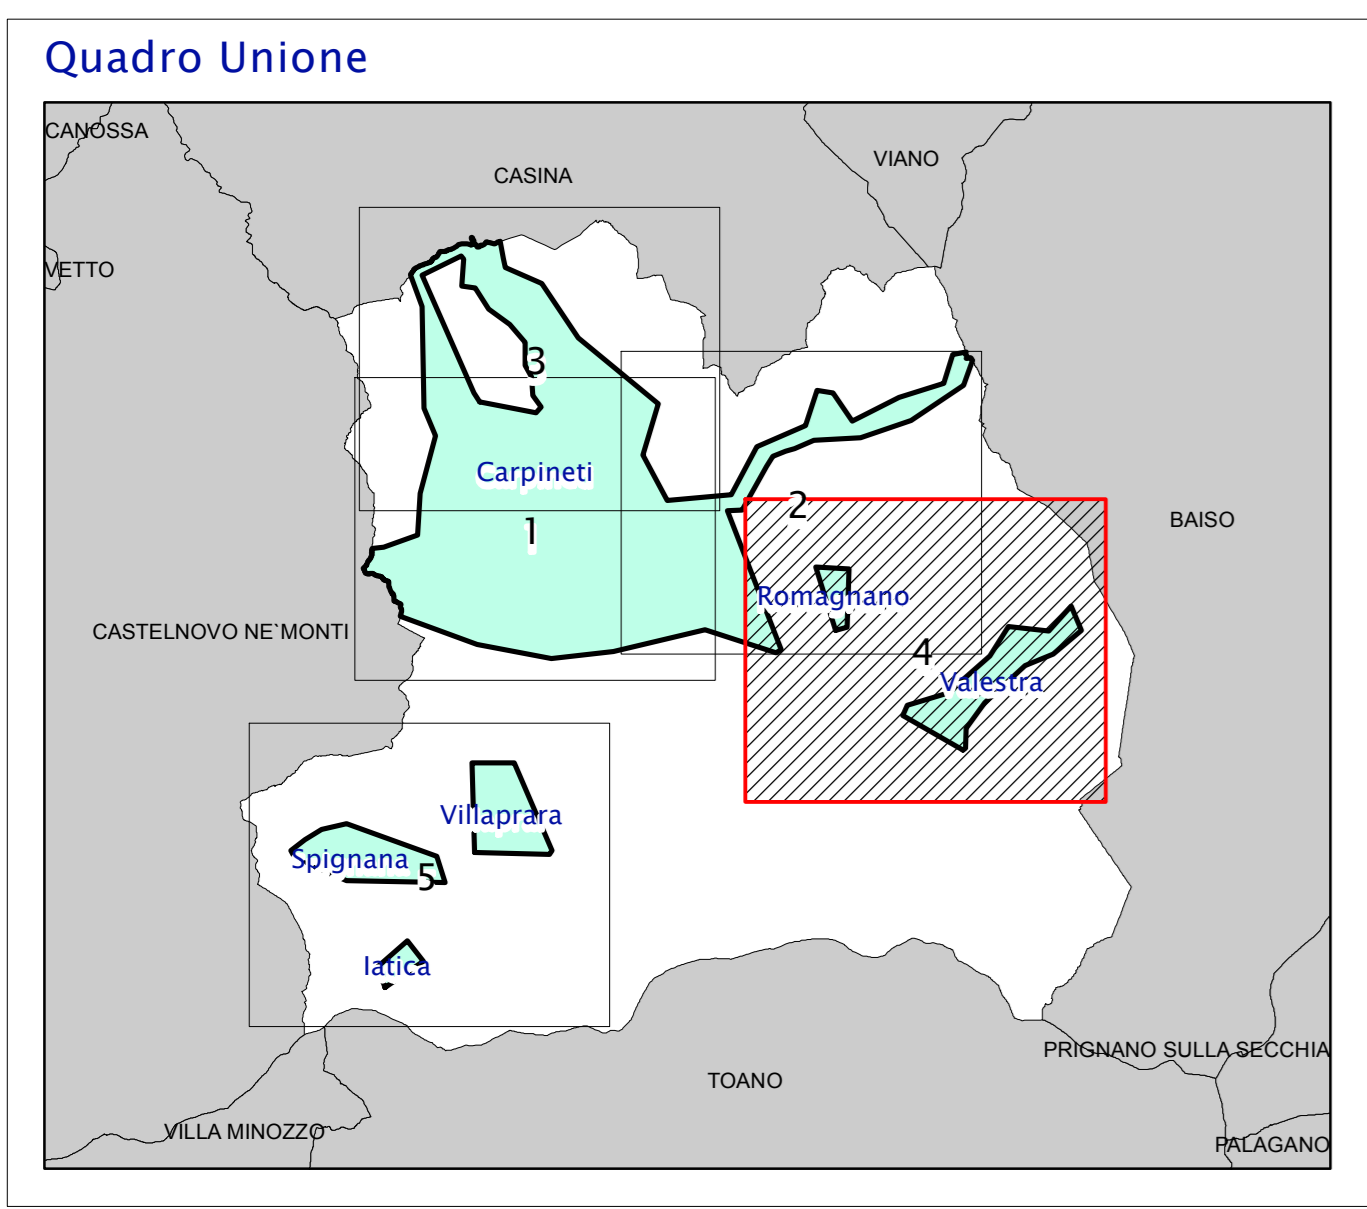 Quadro Unione
CANOSSA
VIANO
CASINA
VETTO
3
Carpineti
2
BAISO
1
Romagnano
CASTELNOVO NE`MONTI
4
Valestra
Villaprara
Spignana
5
Iatica
PRIGNANO SULLA SECCHIA
TOANO
VILLA MINOZZO
PALAGANO